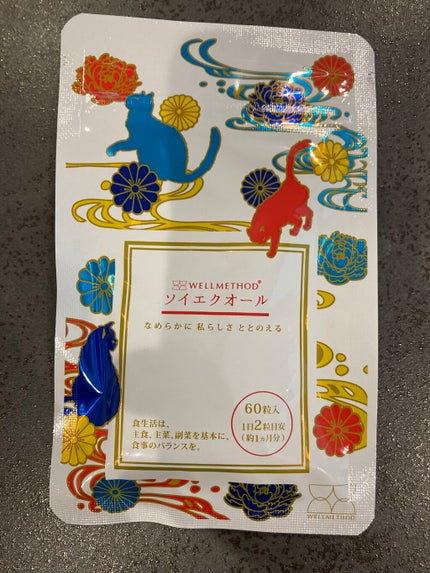 WELLMETHOD®
ソイエクオール
なめらかに 私らしさ ととのえる
60粒入
1日2粒目安
(約1ヵ月分)
食生活は、
主食、主菜、副菜を基本に、
食事のバランスを。
WELLMETHOD